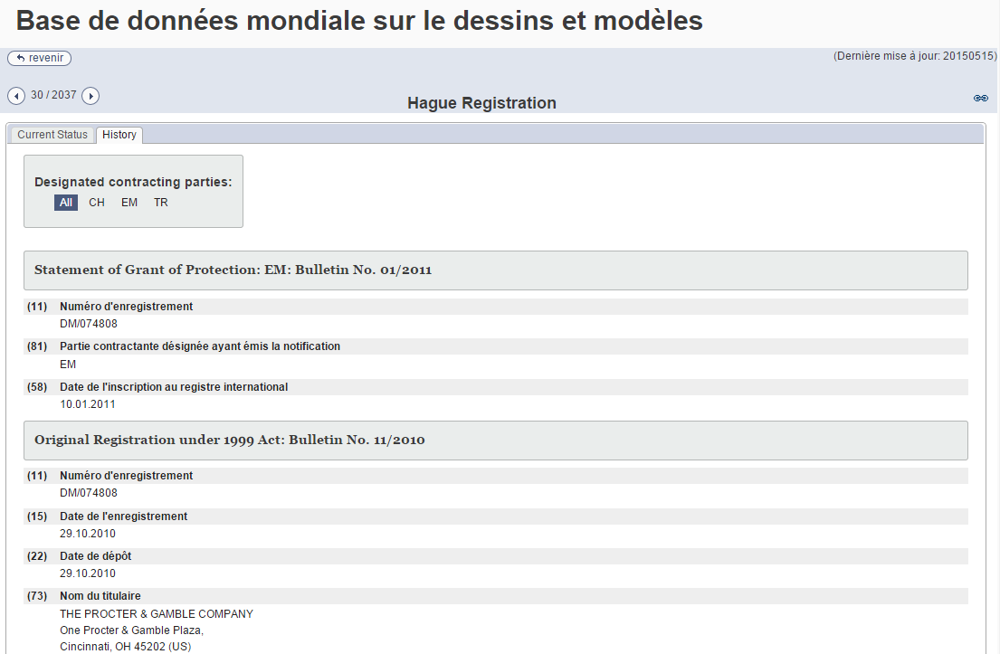 Base de données mondiale sur le dessins et modèles
revenir
(Dernière mise à jour: 20150515)
30 / 2037
Hague Registration
Current Status History
Designated contracting parties:
All CH EM TR
Statement of Grant of Protection: EM: Bulletin No. 01/2011
(11) Numéro d'enregistrement
DM/074808
(81) Partie contractante désignée ayant émis la notification
EM
(58) Date de l'inscription au registre international
10.01.2011
Original Registration under 1999 Act: Bulletin No. 11/2010
(11) Numéro d'enregistrement
DM/074808
(15) Date de l'enregistrement
29.10.2010
(22) Date de dépôt
29.10.2010
(73) Nom du titulaire
THE PROCTER & GAMBLE COMPANY
One Procter & Gamble Plaza,
Cincinnati, OH 45202 (US)